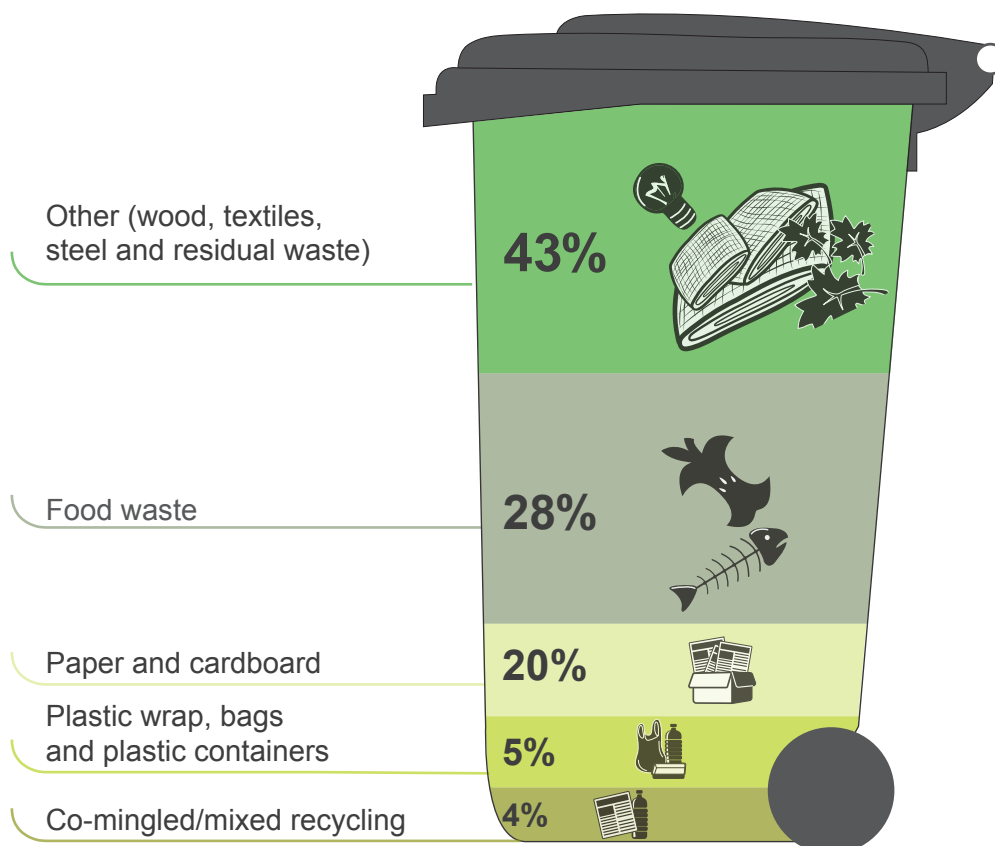 Other (wood, textiles,
steel and residual waste)
43%
Food waste
28%
Paper and cardboard
20%
Plastic wrap, bags
and plastic containers
5%
Co-mingled/mixed recycling
4%